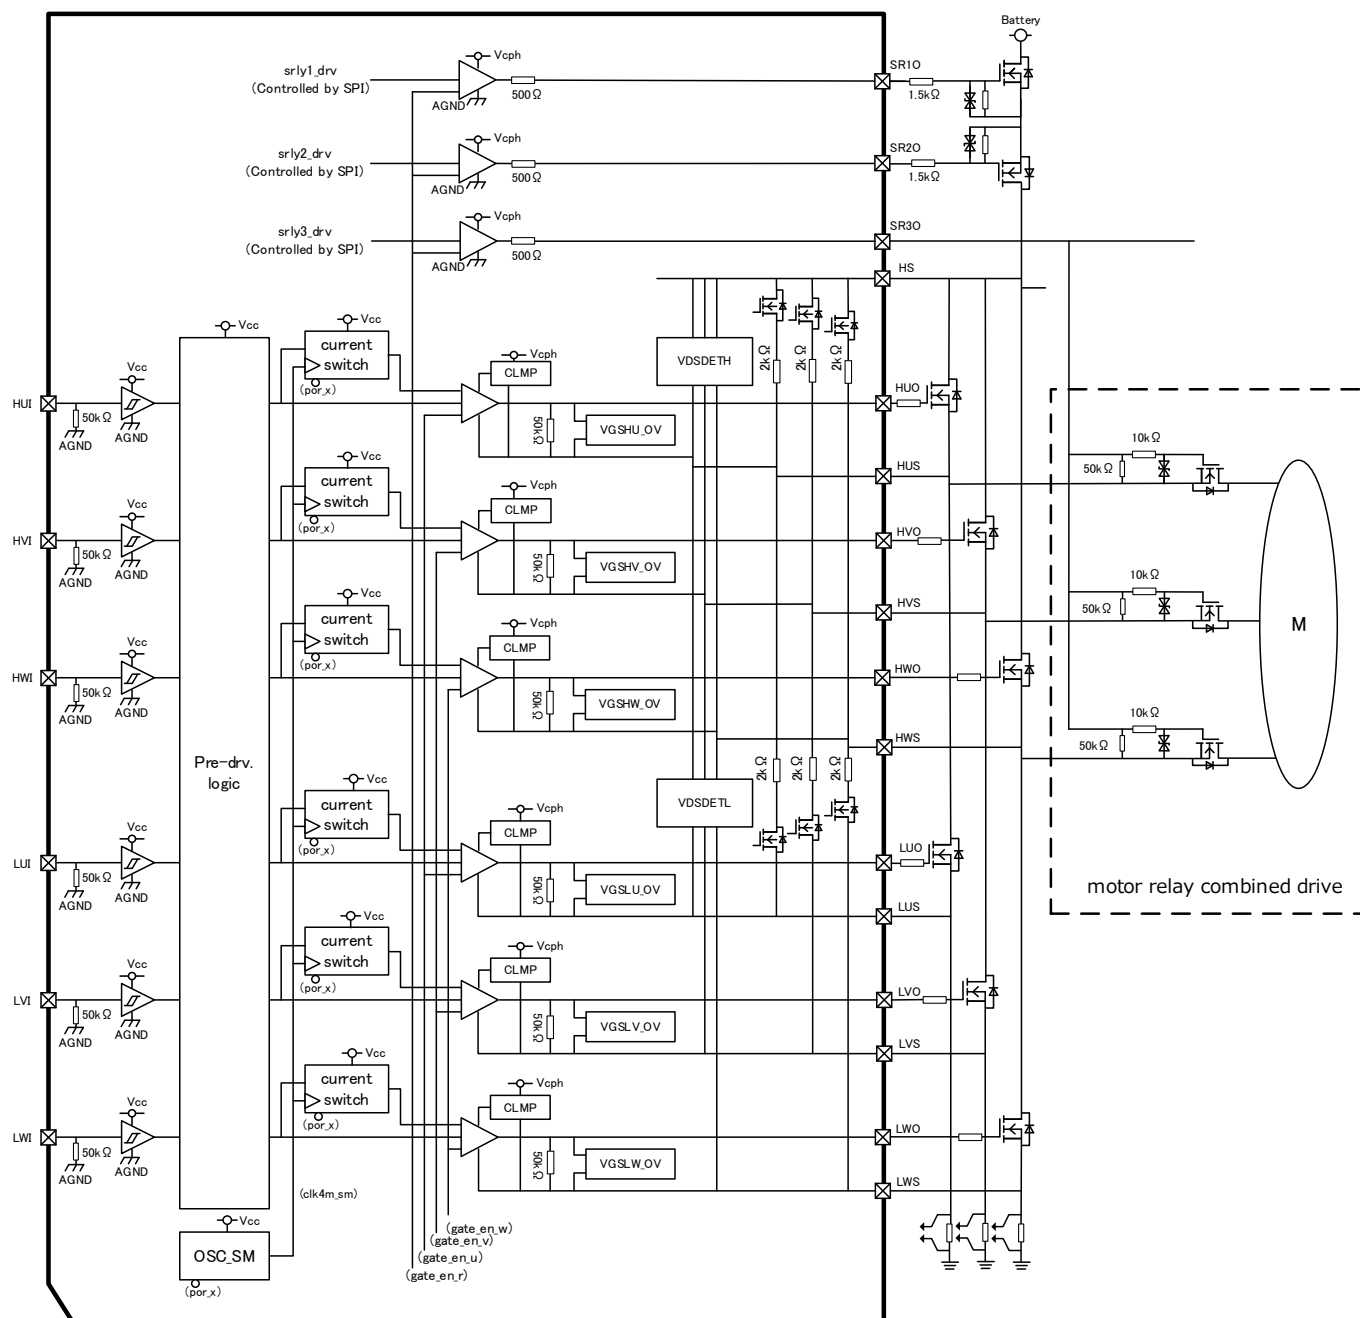 Battery
Vcph
srly1_drv
(Controlled by SPI)
AGND
500Ω
SR1O
1.5kΩ
Vcph
srly2_drv
(Controlled by SPI)
AGND
500Ω
SR2O
1.5kΩ
Vcph
srly3_drv
(Controlled by SPI)
AGND
500Ω
SR3O
HS
Vcc
Vcc
current
switch
(por_x)
Vcph
CLMP
VDSDETH
2kΩ
2kΩ
2kΩ
Vcc
HUI
50kΩ
AGND
AGND
50kΩ
VGSHU_OV
HUO
HUS
10kΩ
50kΩ
Vcc
current
switch
(por_x)
Vcph
CLMP
Vcc
HVI
50kΩ
AGND
AGND
50kΩ
VGSHV_OV
HVO
HVS
10kΩ
50kΩ
M
Vcc
current
switch
(por_x)
Vcph
CLMP
Vcc
HWI
50kΩ
AGND
AGND
50kΩ
VGSHW_OV
HWO
HWS
10kΩ
50kΩ
Pre-drv.
logic
2kΩ
2kΩ
2kΩ
VDSDETL
Vcc
current
switch
(por_x)
Vcph
CLMP
Vcc
LUI
50kΩ
AGND
AGND
50kΩ
VGSLU_OV
LUO
LUS
motor relay combined drive
Vcc
current
switch
(por_x)
Vcph
CLMP
Vcc
LVI
50kΩ
AGND
AGND
50kΩ
VGSLV_OV
LVO
LVS
Vcc
current
switch
(por_x)
Vcph
CLMP
Vcc
LWI
50kΩ
AGND
AGND
50kΩ
VGSLW_OV
LWO
LWS
(clk4m_sm)
Vcc
OSC_SM
(por_x)
(gate_en_w)
(gate_en_v)
(gate_en_u)
(gate_en_r)